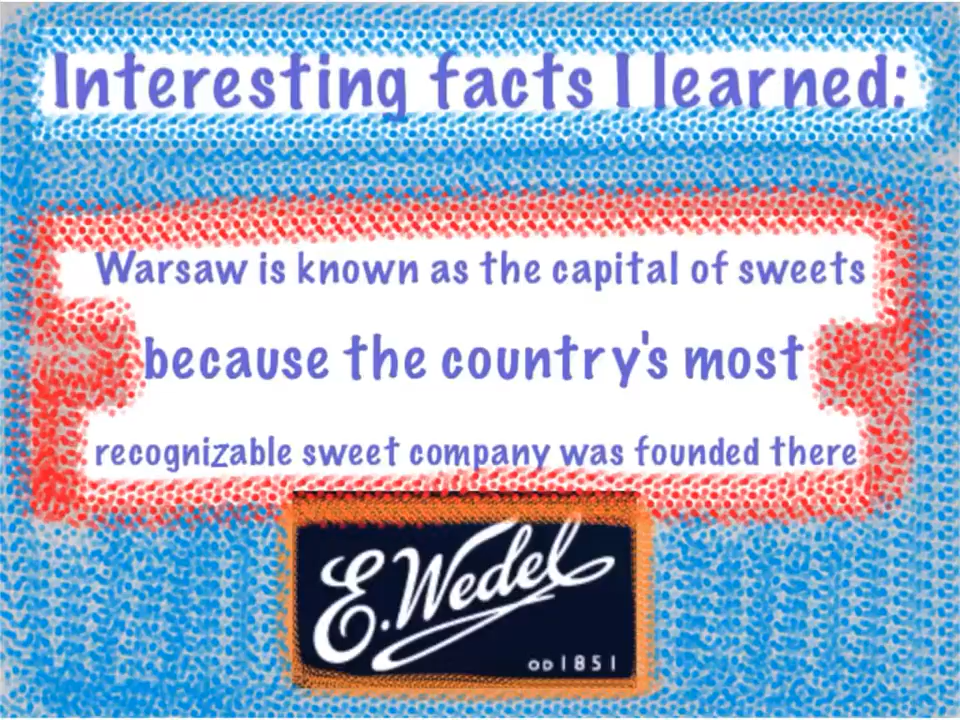 Interesting facts I learned:
Warsaw is known as the capital of sweets
because the country's most
recognizable sweet company was founded there
E.Wedel
OD 1851